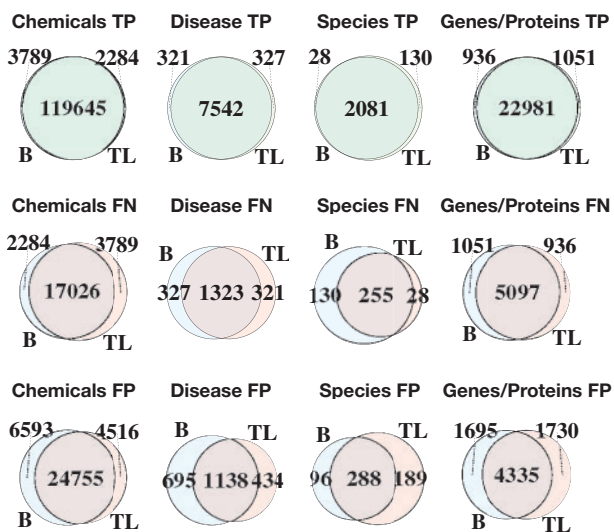 Chemicals TP
3789 2284
119645
B TL
Disease TP
321 327
7542
B TL
Species TP
28 130
2081
B TL
Genes/Proteins TP
936 1051
22981
B TL
Chemicals FN
2284 3789
17026
B TL
Disease FN
B TL
327 1323 321
Species FN
B TL
130 255 28
Genes/Proteins FN
1051 936
5097
B TL
Chemicals FP
6593 4516
24755
B TL
Disease FP
B TL
695 1138 434
Species FP
B TL
96 288 189
Genes/Proteins FP
1695 1730
4335
B TL